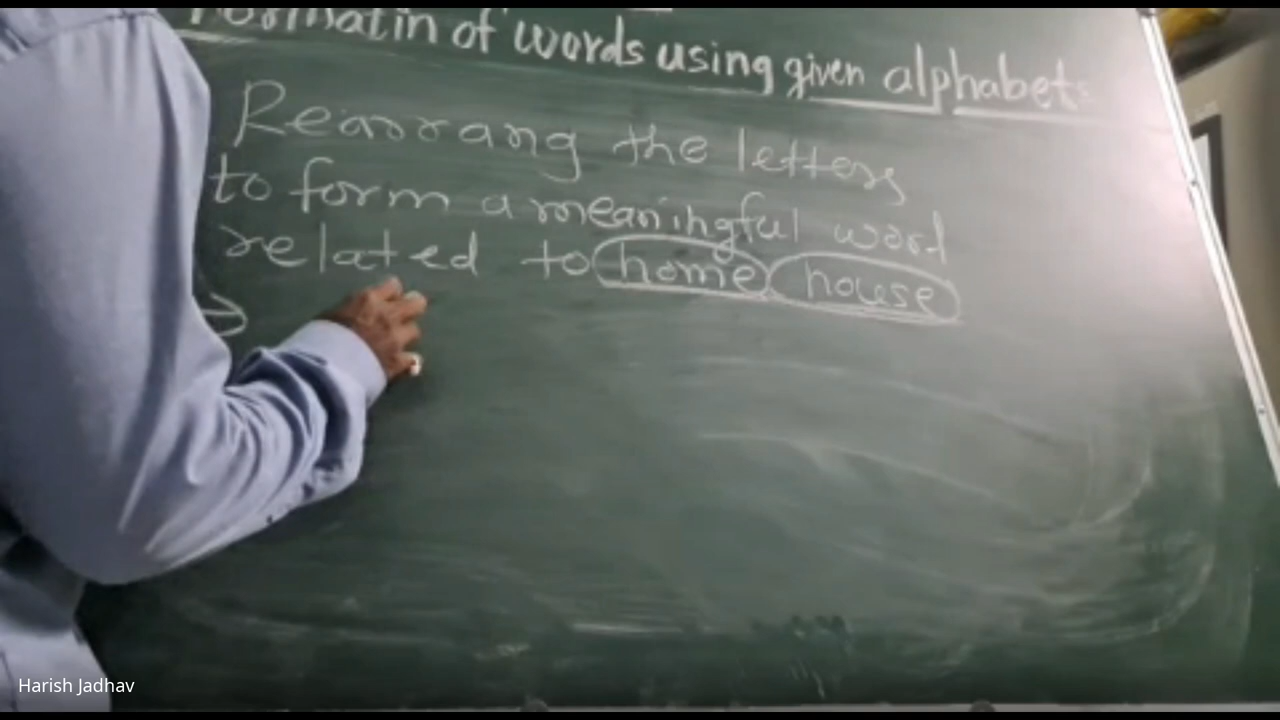 Formatin of words using given alphabets
Rearrang the letters
to form a meaningful word
related to home house
→
Harish Jadhav